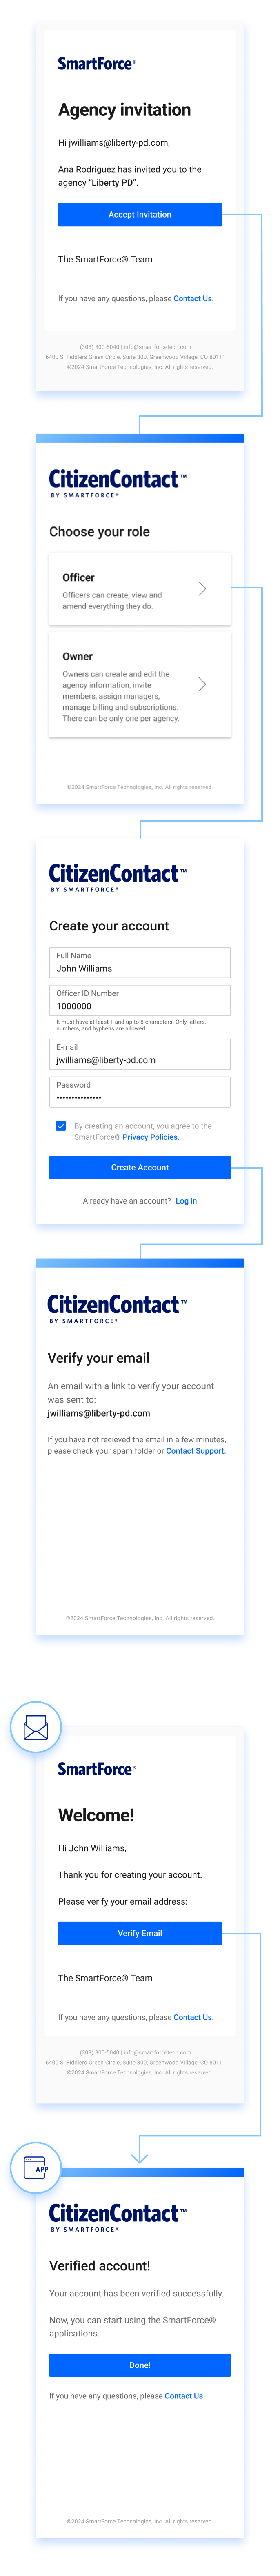 SmartForce®
Agency invitation
Hi jwilliams@liberty-pd.com,
Ana Rodriguez has invited you to the
agency "Liberty PD".
Accept Invitation
The SmartForce® Team
If you have any questions, please Contact Us.
(303) 800-5040 | info@smartforcetech.com
6400 S. Fiddlers Green Circle, Suite 300, Greenwood Village, CO 80111
©2024 SmartForce Technologies, Inc. All rights reserved.
CitizenContact™
BY SMARTFORCE®
Choose your role
Officer
Officers can create, view and
amend everything they do.
Owner
Owners can create and edit the
agency information, invite
members, assign managers,
manage billing and subscriptions.
There can be only one per agency.
©2024 SmartForce Technologies, Inc. All rights reserved.
CitizenContact™
BY SMARTFORCE®
Create your account
Full Name
John Williams
Officer ID Number
1000000
It must have at least 1 and up to 8 characters. Only letters,
numbers, and hyphens are allowed.
E-mail
jwilliams@liberty-pd.com
Password
•••••••••••••••
By creating an account, you agree to the
SmartForce® Privacy Policies.
Create Account
Already have an account? Log in
CitizenContact™
BY SMARTFORCE®
Verify your email
An email with a link to verify your account
was sent to:
jwilliams@liberty-pd.com
If you have not recieved the email in a few minutes,
please check your spam folder or Contact Support.
©2024 SmartForce Technologies, Inc. All rights reserved.
SmartForce®
Welcome!
Hi John Williams,
Thank you for creating your account.
Please verify your email address:
Verify Email
The SmartForce® Team
If you have any questions, please Contact Us.
(303) 800-5040 | info@smartforcetech.com
6400 S. Fiddlers Green Circle, Suite 300, Greenwood Village, CO 80111
©2024 SmartForce Technologies, Inc. All rights reserved.
APP
CitizenContact™
BY SMARTFORCE®
Verified account!
Your account has been verified successfully.
Now, you can start using the SmartForce®
applications.
Done!
If you have any questions, please Contact Us.
©2024 SmartForce Technologies, Inc. All rights reserved.